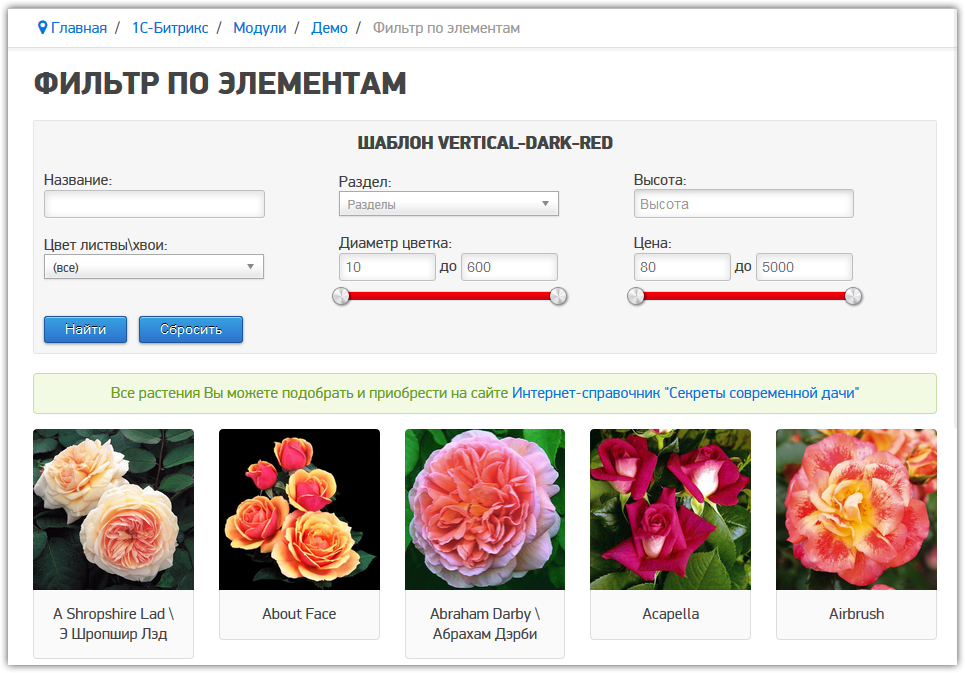 Главная / 1С-Битрикс / Модули / Демо / Фильтр по элементам
ФИЛЬТР ПО ЭЛЕМЕНТАМ
ШАБЛОН VERTICAL-DARK-RED
Название:
Раздел:
Разделы
Высота:
Высота
Цвет листвы\хвои:
(все)
Диаметр цветка:
10 до 600
Цена:
80 до 5000
Найти Сбросить
Все растения Вы можете подобрать и приобрести на сайте Интернет-справочник "Секреты современной дачи"
A Shropshire Lad \
Э Шропшир Лэд
About Face
Abraham Darby \
Абрахам Дэрби
Acapella
Airbrush